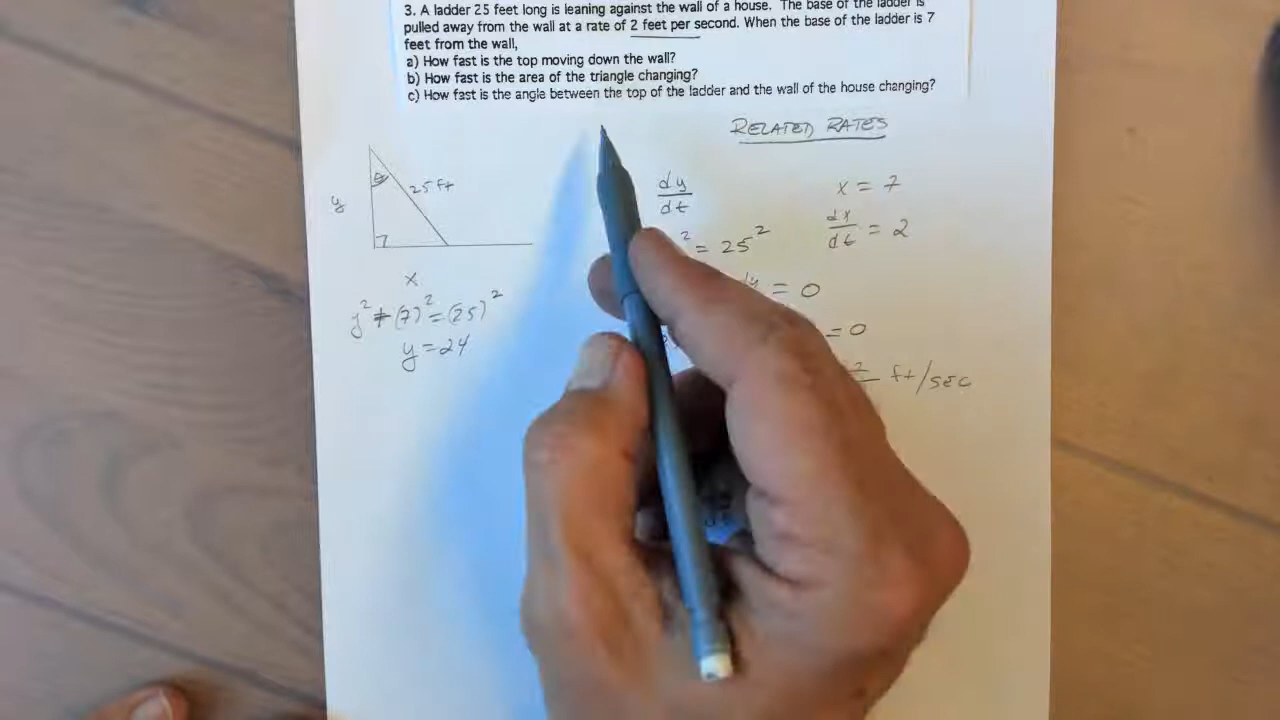 3. A ladder 25 feet long is leaning against the wall of a house. The base of the ladder is
pulled away from the wall at a rate of 2 feet per second. When the base of the ladder is 7
feet from the wall,
a) How fast is the top moving down the wall?
b) How fast is the area of the triangle changing?
c) How fast is the angle between the top of the ladder and the wall of the house changing?
RELATED RATES
θ
25 ft
y
x
y² + (7)² = (25)²
y = 24
dy/dt
² = 25²
dy = 0
= 0
ft/sec
x = 7
dx/dt = 2